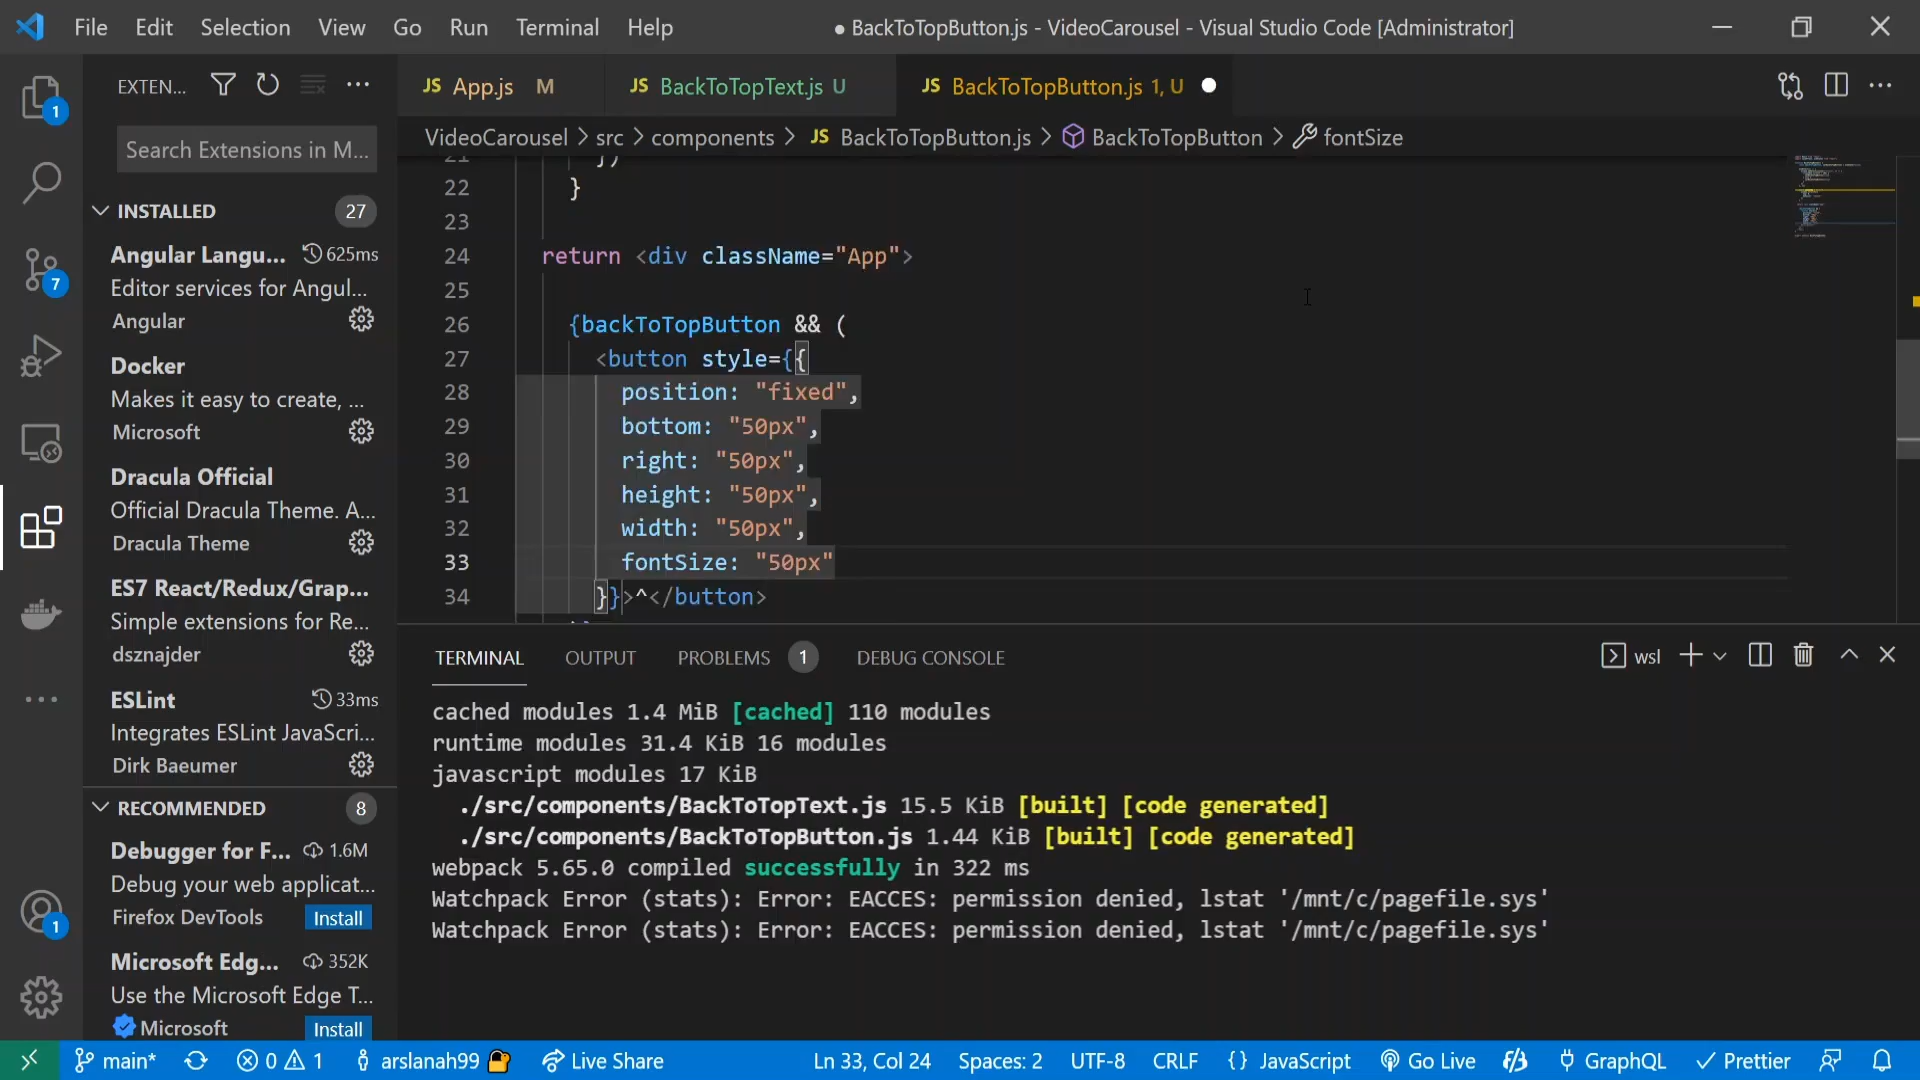 File Edit Selection View Go Run Terminal Help
● BackToTopButton.js - VideoCarousel - Visual Studio Code [Administrator]
EXTEN...
JS App.js M
JS BackToTopText.js U
JS BackToTopButton.js 1, U
VideoCarousel > src > components > JS BackToTopButton.js > BackToTopButton > fontSize
1
7
1
Search Extensions in M...
INSTALLED 27
Angular Langu... 625ms
Editor services for Angul...
Angular
Docker
Makes it easy to create, ...
Microsoft
Dracula Official
Official Dracula Theme. A...
Dracula Theme
ES7 React/Redux/Grap...
Simple extensions for Re...
dsznajder
ESLint 33ms
Integrates ESLint JavaScri...
Dirk Baeumer
RECOMMENDED 8
Debugger for F... 1.6M
Debug your web applicat...
Firefox DevTools Install
Microsoft Edg... 352K
Use the Microsoft Edge T...
Microsoft Install
21 })
22 }
23
24 return <div className="App">
25
26 {backToTopButton && (
27 <button style={{
28 position: "fixed",
29 bottom: "50px",
30 right: "50px",
31 height: "50px",
32 width: "50px",
33 fontSize: "50px"
34 }}>^</button>
TERMINAL OUTPUT PROBLEMS 1 DEBUG CONSOLE
wsl
cached modules 1.4 MiB [cached] 110 modules
runtime modules 31.4 KiB 16 modules
javascript modules 17 KiB
./src/components/BackToTopText.js 15.5 KiB [built] [code generated]
./src/components/BackToTopButton.js 1.44 KiB [built] [code generated]
webpack 5.65.0 compiled successfully in 322 ms
Watchpack Error (stats): Error: EACCES: permission denied, lstat '/mnt/c/pagefile.sys'
Watchpack Error (stats): Error: EACCES: permission denied, lstat '/mnt/c/pagefile.sys'
main* 0 1 arslanah99 Live Share Ln 33, Col 24 Spaces: 2 UTF-8 CRLF {} JavaScript Go Live GraphQL Prettier